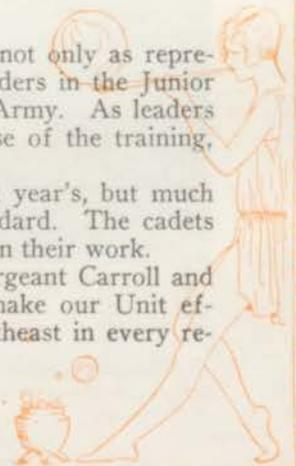 not only as repre-
ders in the Junior
Army. As leaders
se of the training,
year's, but much
dard. The cadets
n their work.
rgeant Carroll and
make our Unit ef-
theast in every re-